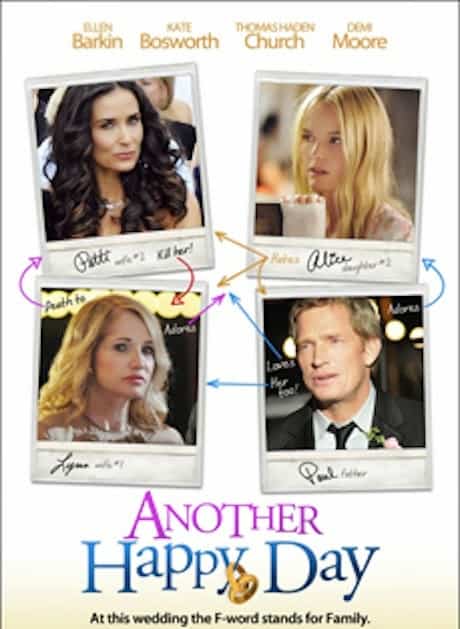 ELLEN KATE THOMAS HADEN DEMI
Barkin Bosworth Church Moore
Patti wife #2 Kill her!
Hates Alice daughter #2
Death to
Adores
Adores
Loves
Her too!
Lynn wife #1
Paul father
ANOTHER
Happy Day
At this wedding the F-word stands for Family.